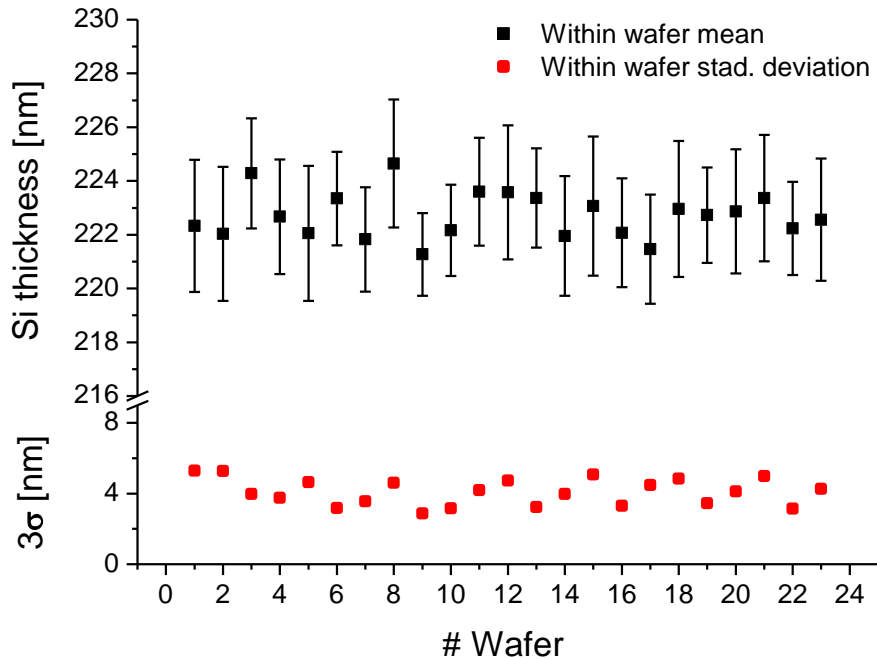 Within wafer mean
Within wafer stad. deviation
Si thickness [nm]
230
228
226
224
222
220
218
216
3σ [nm]
8
4
0
0 2 4 6 8 10 12 14 16 18 20 22 24
# Wafer